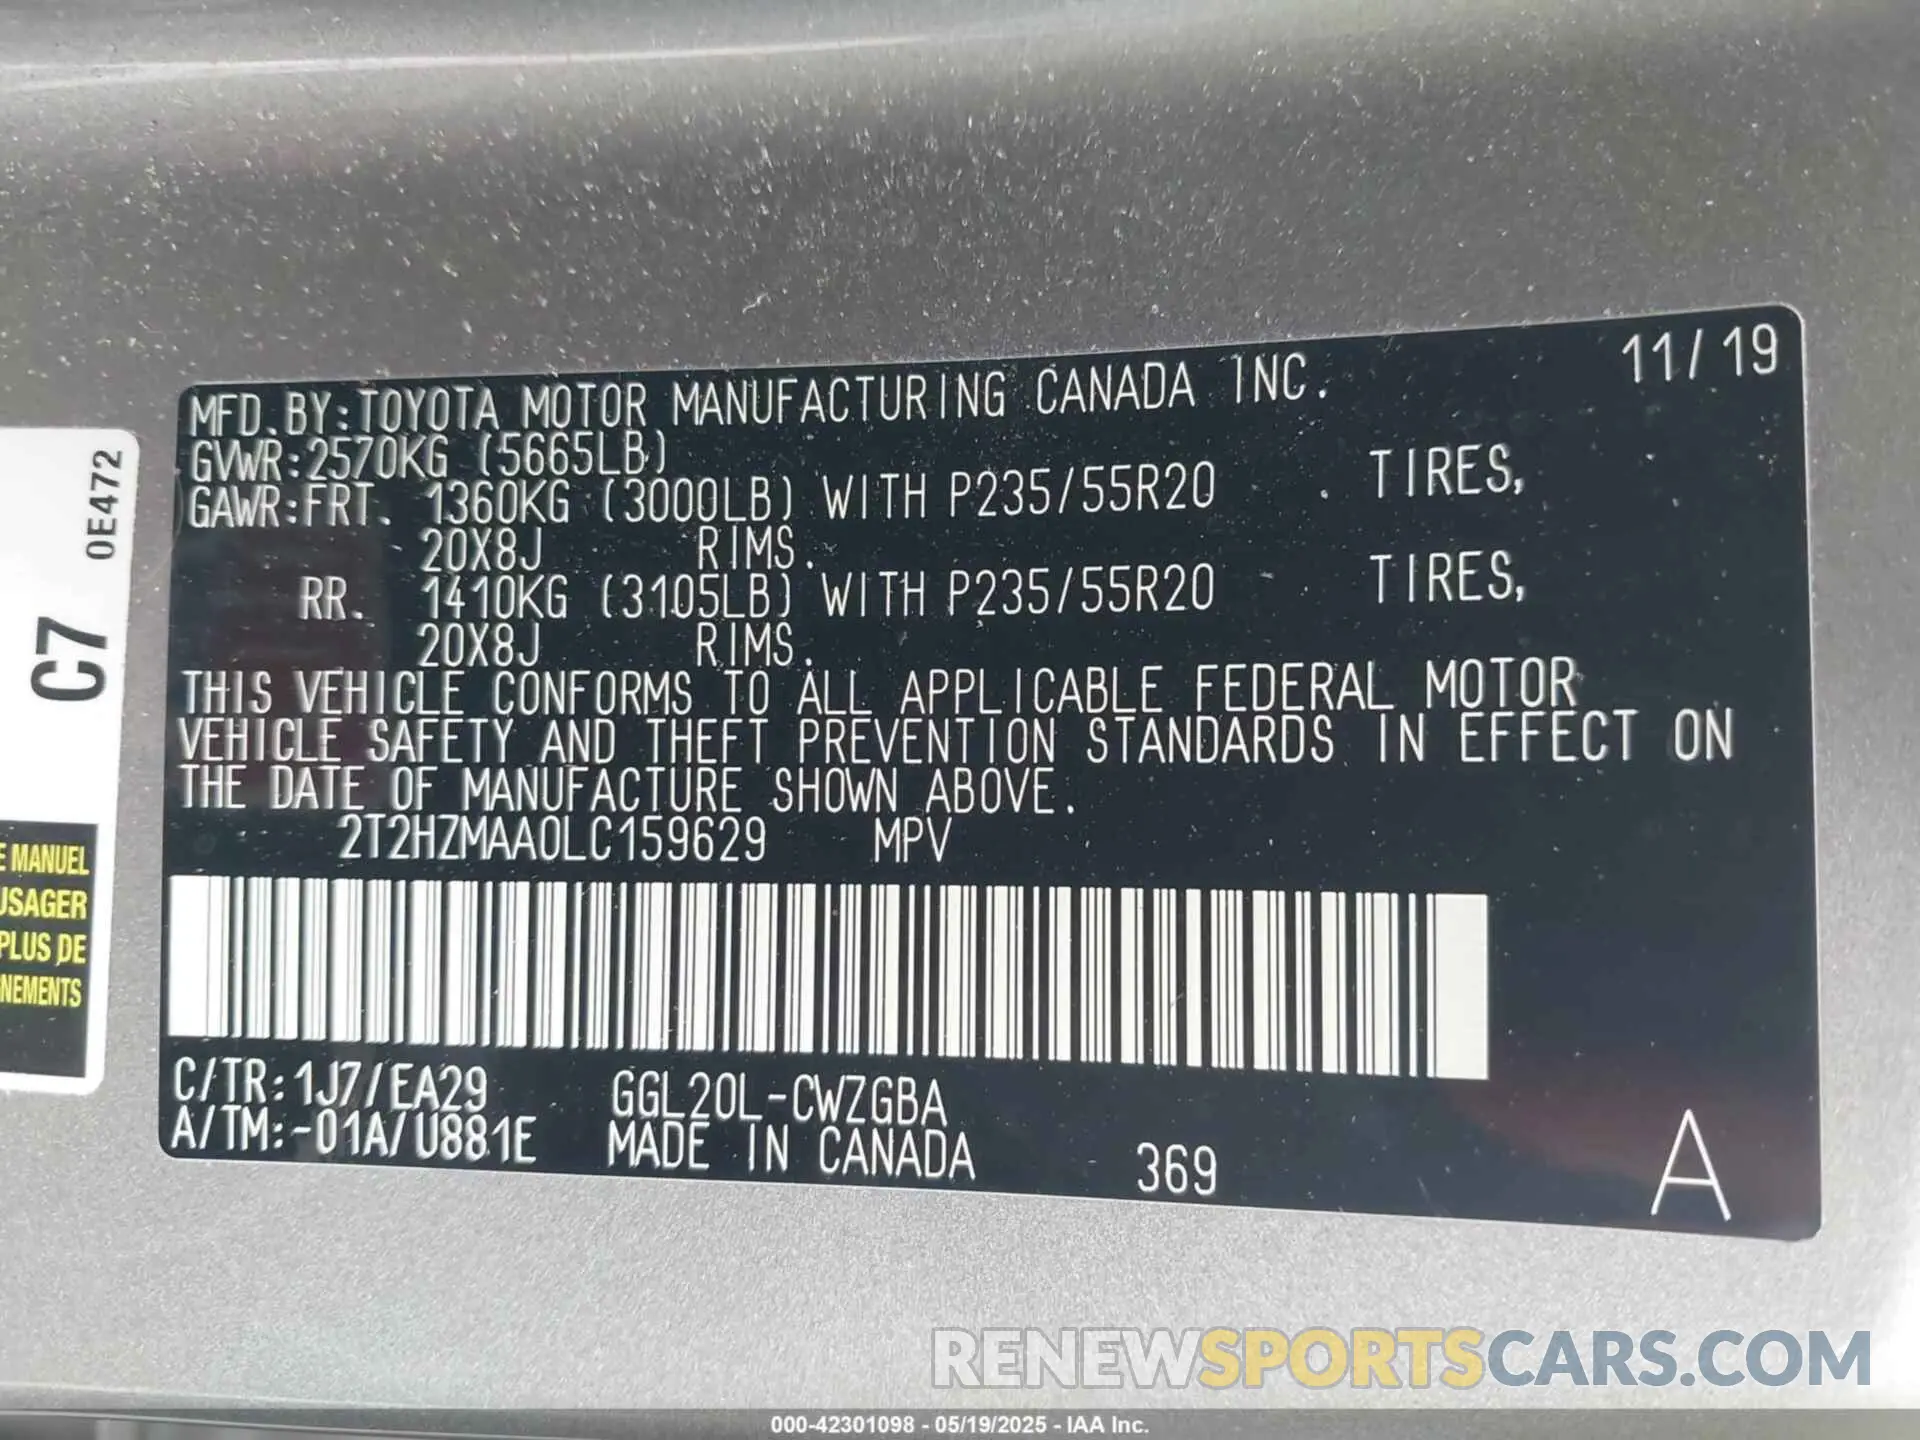 MFD. BY: TOYOTA MOTOR MANUFACTURING CANADA INC. 11/19
GVWR: 2570KG (5665LB)
GAWR: FRT. 1360KG (3000LB) WITH P235/55R20 . TIRES,
20X8J RIMS.
RR. 1410KG (3105LB) WITH P235/55R20 TIRES,
20X8J RIMS.
THIS VEHICLE CONFORMS TO ALL APPLICABLE FEDERAL MOTOR
VEHICLE SAFETY AND THEFT PREVENTION STANDARDS IN EFFECT ON
THE DATE OF MANUFACTURE SHOWN ABOVE.
2T2HZMAA0LC159629 MPV
C/TR: 1J7/EA29 GGL20L-CWZGBA
A/TM: -01A/U881E MADE IN CANADA 369 A
0E472
C7
E MANUEL
USAGER
PLUS DE
NEMENTS
RENEWSPORTSCARS.COM
000-42301098 - 05/19/2025 - IAA Inc.